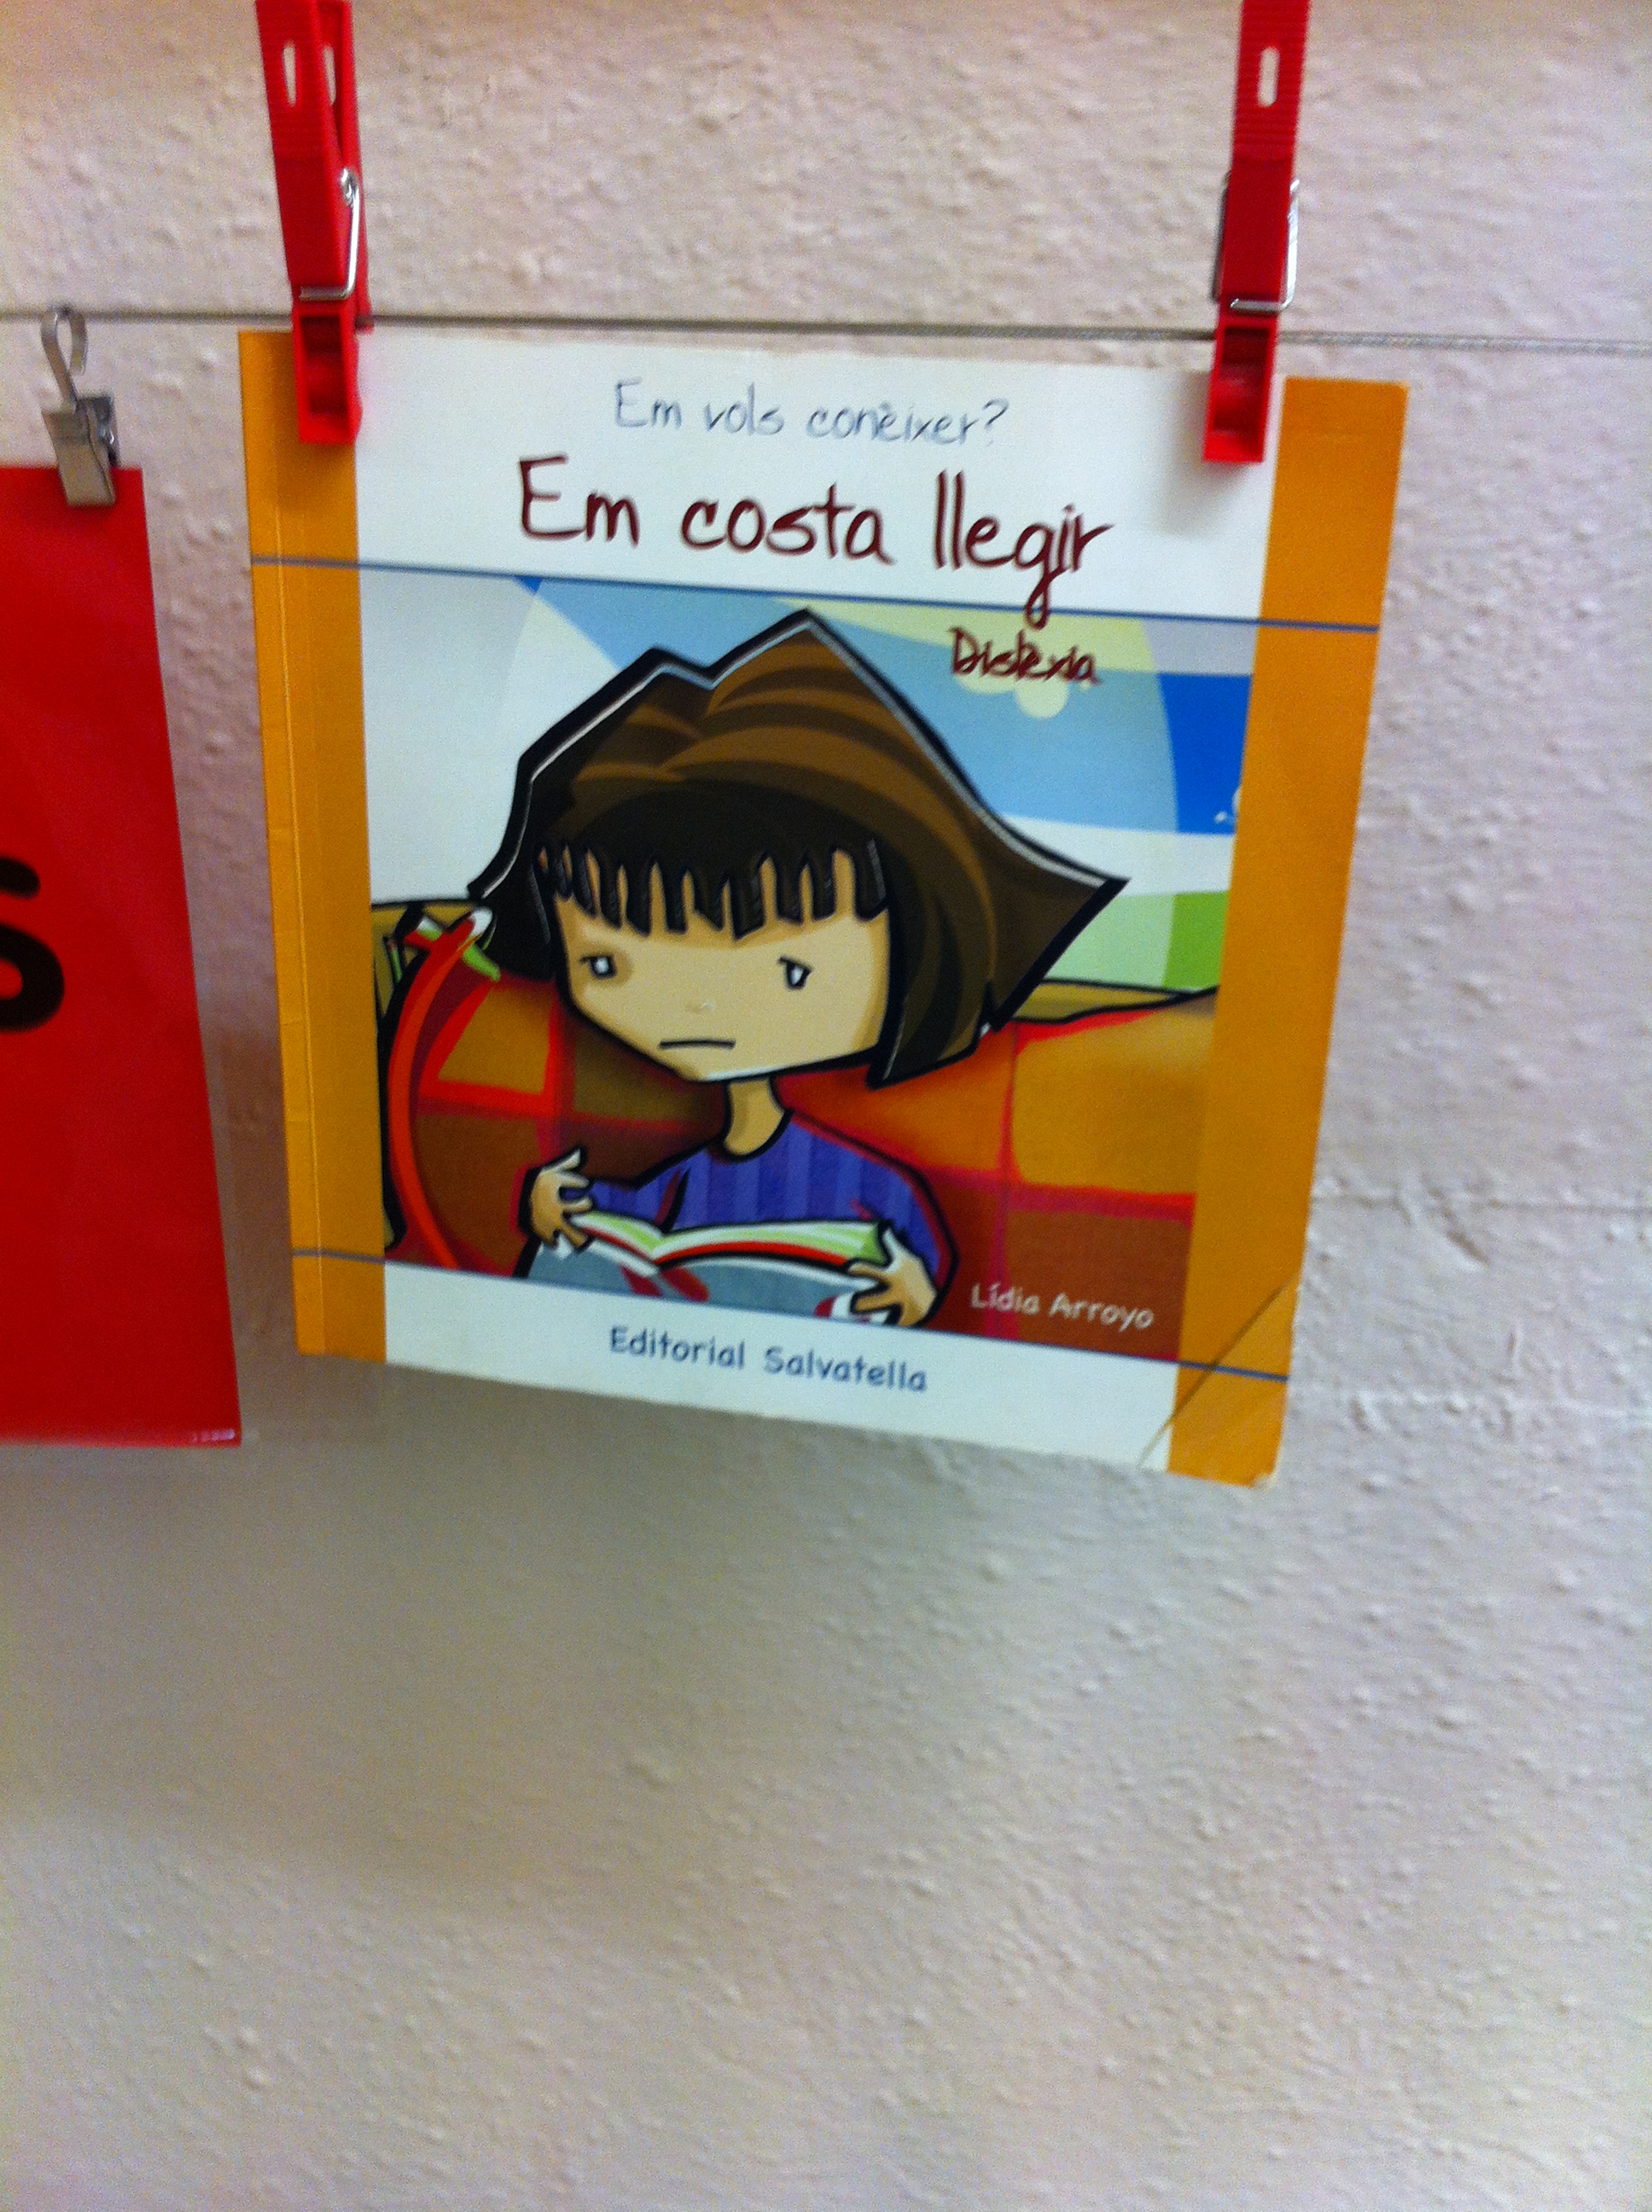 Em vols conèixer?
Em costa llegir
Dislèxia
Lídia Arroyo
Editorial Salvatella